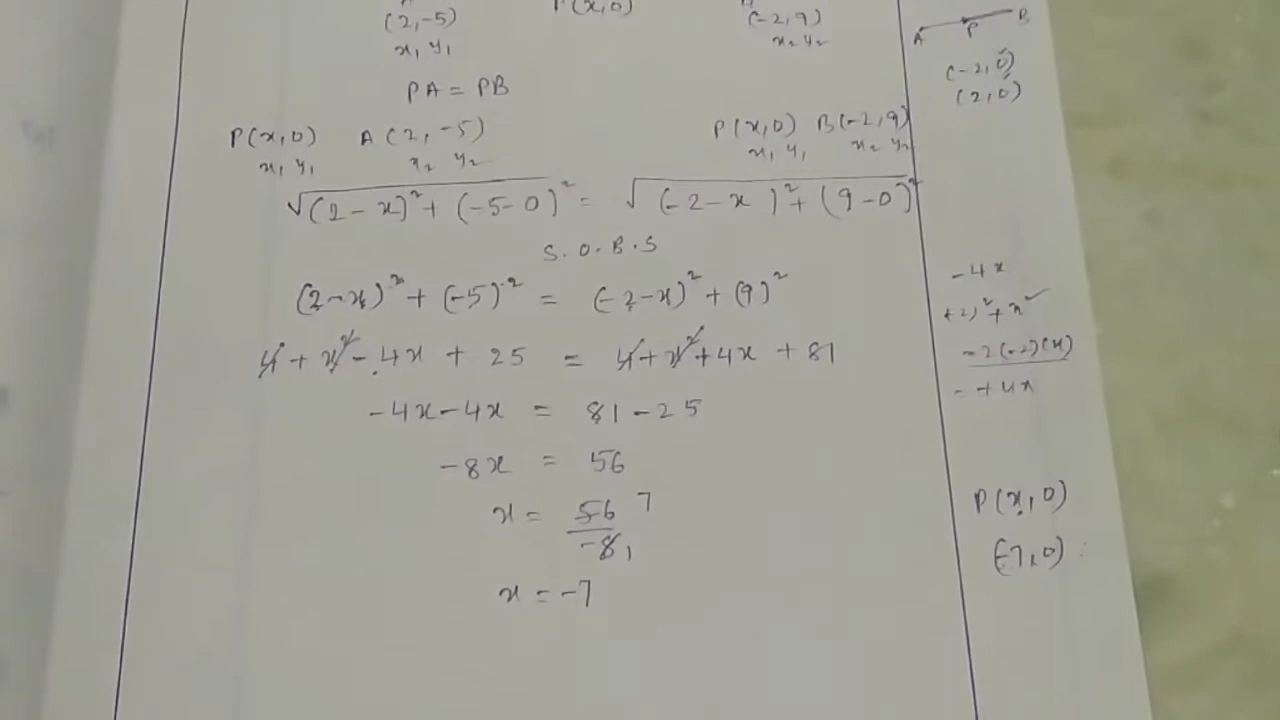 (2,-5) P(x,0) (-2,9)
x₁ y₁ x₂ y₂
A P B
(-2,0)
(2,0)
PA = PB
P(x,0) A(2,-5) P(x,0) B(-2,9)
x₁ y₁ x₂ y₂ x₁ y₁ x₂ y₂
√(2-x)²+(-5-0)² = √(-2-x)²+(9-0)²
S.O.B.S
(2-x)²+(-5)² = (-2-x)²+(9)²
4+x²-4x+25 = 4+x²+4x+81
-4x-4x = 81-25
-8x = 56
x = 56 7
-8 1
x = -7
-4x
-2(-2)(x)
= +4x
P(x,0)
(-7,0)